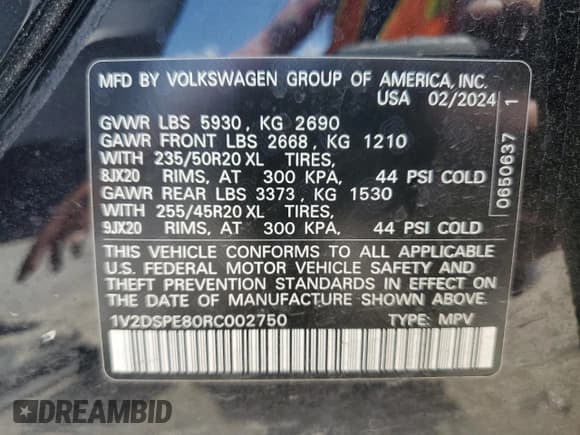 MFD BY VOLKSWAGEN GROUP OF AMERICA, INC.
USA 02/2024
GVWR LBS 5930, KG 2690
GAWR FRONT LBS 2668, KG 1210
WITH 235/50R20 XL TIRES,
8JX20 RIMS, AT 300 KPA, 44 PSI COLD
GAWR REAR LBS 3373, KG 1530
WITH 255/45R20 XL TIRES,
9JX20 RIMS, AT 300 KPA, 44 PSI COLD
THIS VEHICLE CONFORMS TO ALL APPLICABLE
U.S. FEDERAL MOTOR VEHICLE SAFETY AND
THEFT PREVENTION STANDARDS IN EFFECT ON
THE DATE OF MANUFACTURE SHOWN ABOVE.
1V2DSPE80RC002750 TYPE: MPV
0650637 1
DREAMBID